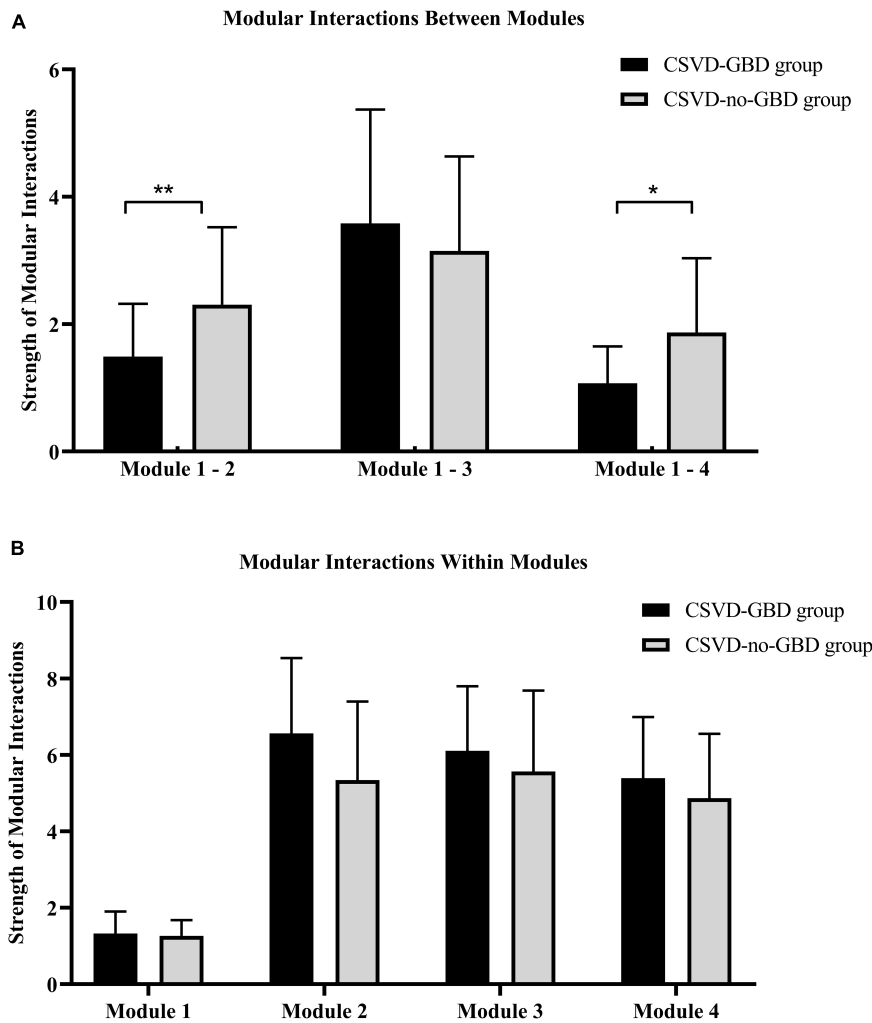 A
Modular Interactions Between Modules
CSVD-GBD group
CSVD-no-GBD group
Strength of Modular Interactions
6
4
2
0
**
*
Module 1 - 2
Module 1 - 3
Module 1 - 4
B
Modular Interactions Within Modules
CSVD-GBD group
CSVD-no-GBD group
Strength of Modular Interactions
10
8
6
4
2
0
Module 1
Module 2
Module 3
Module 4